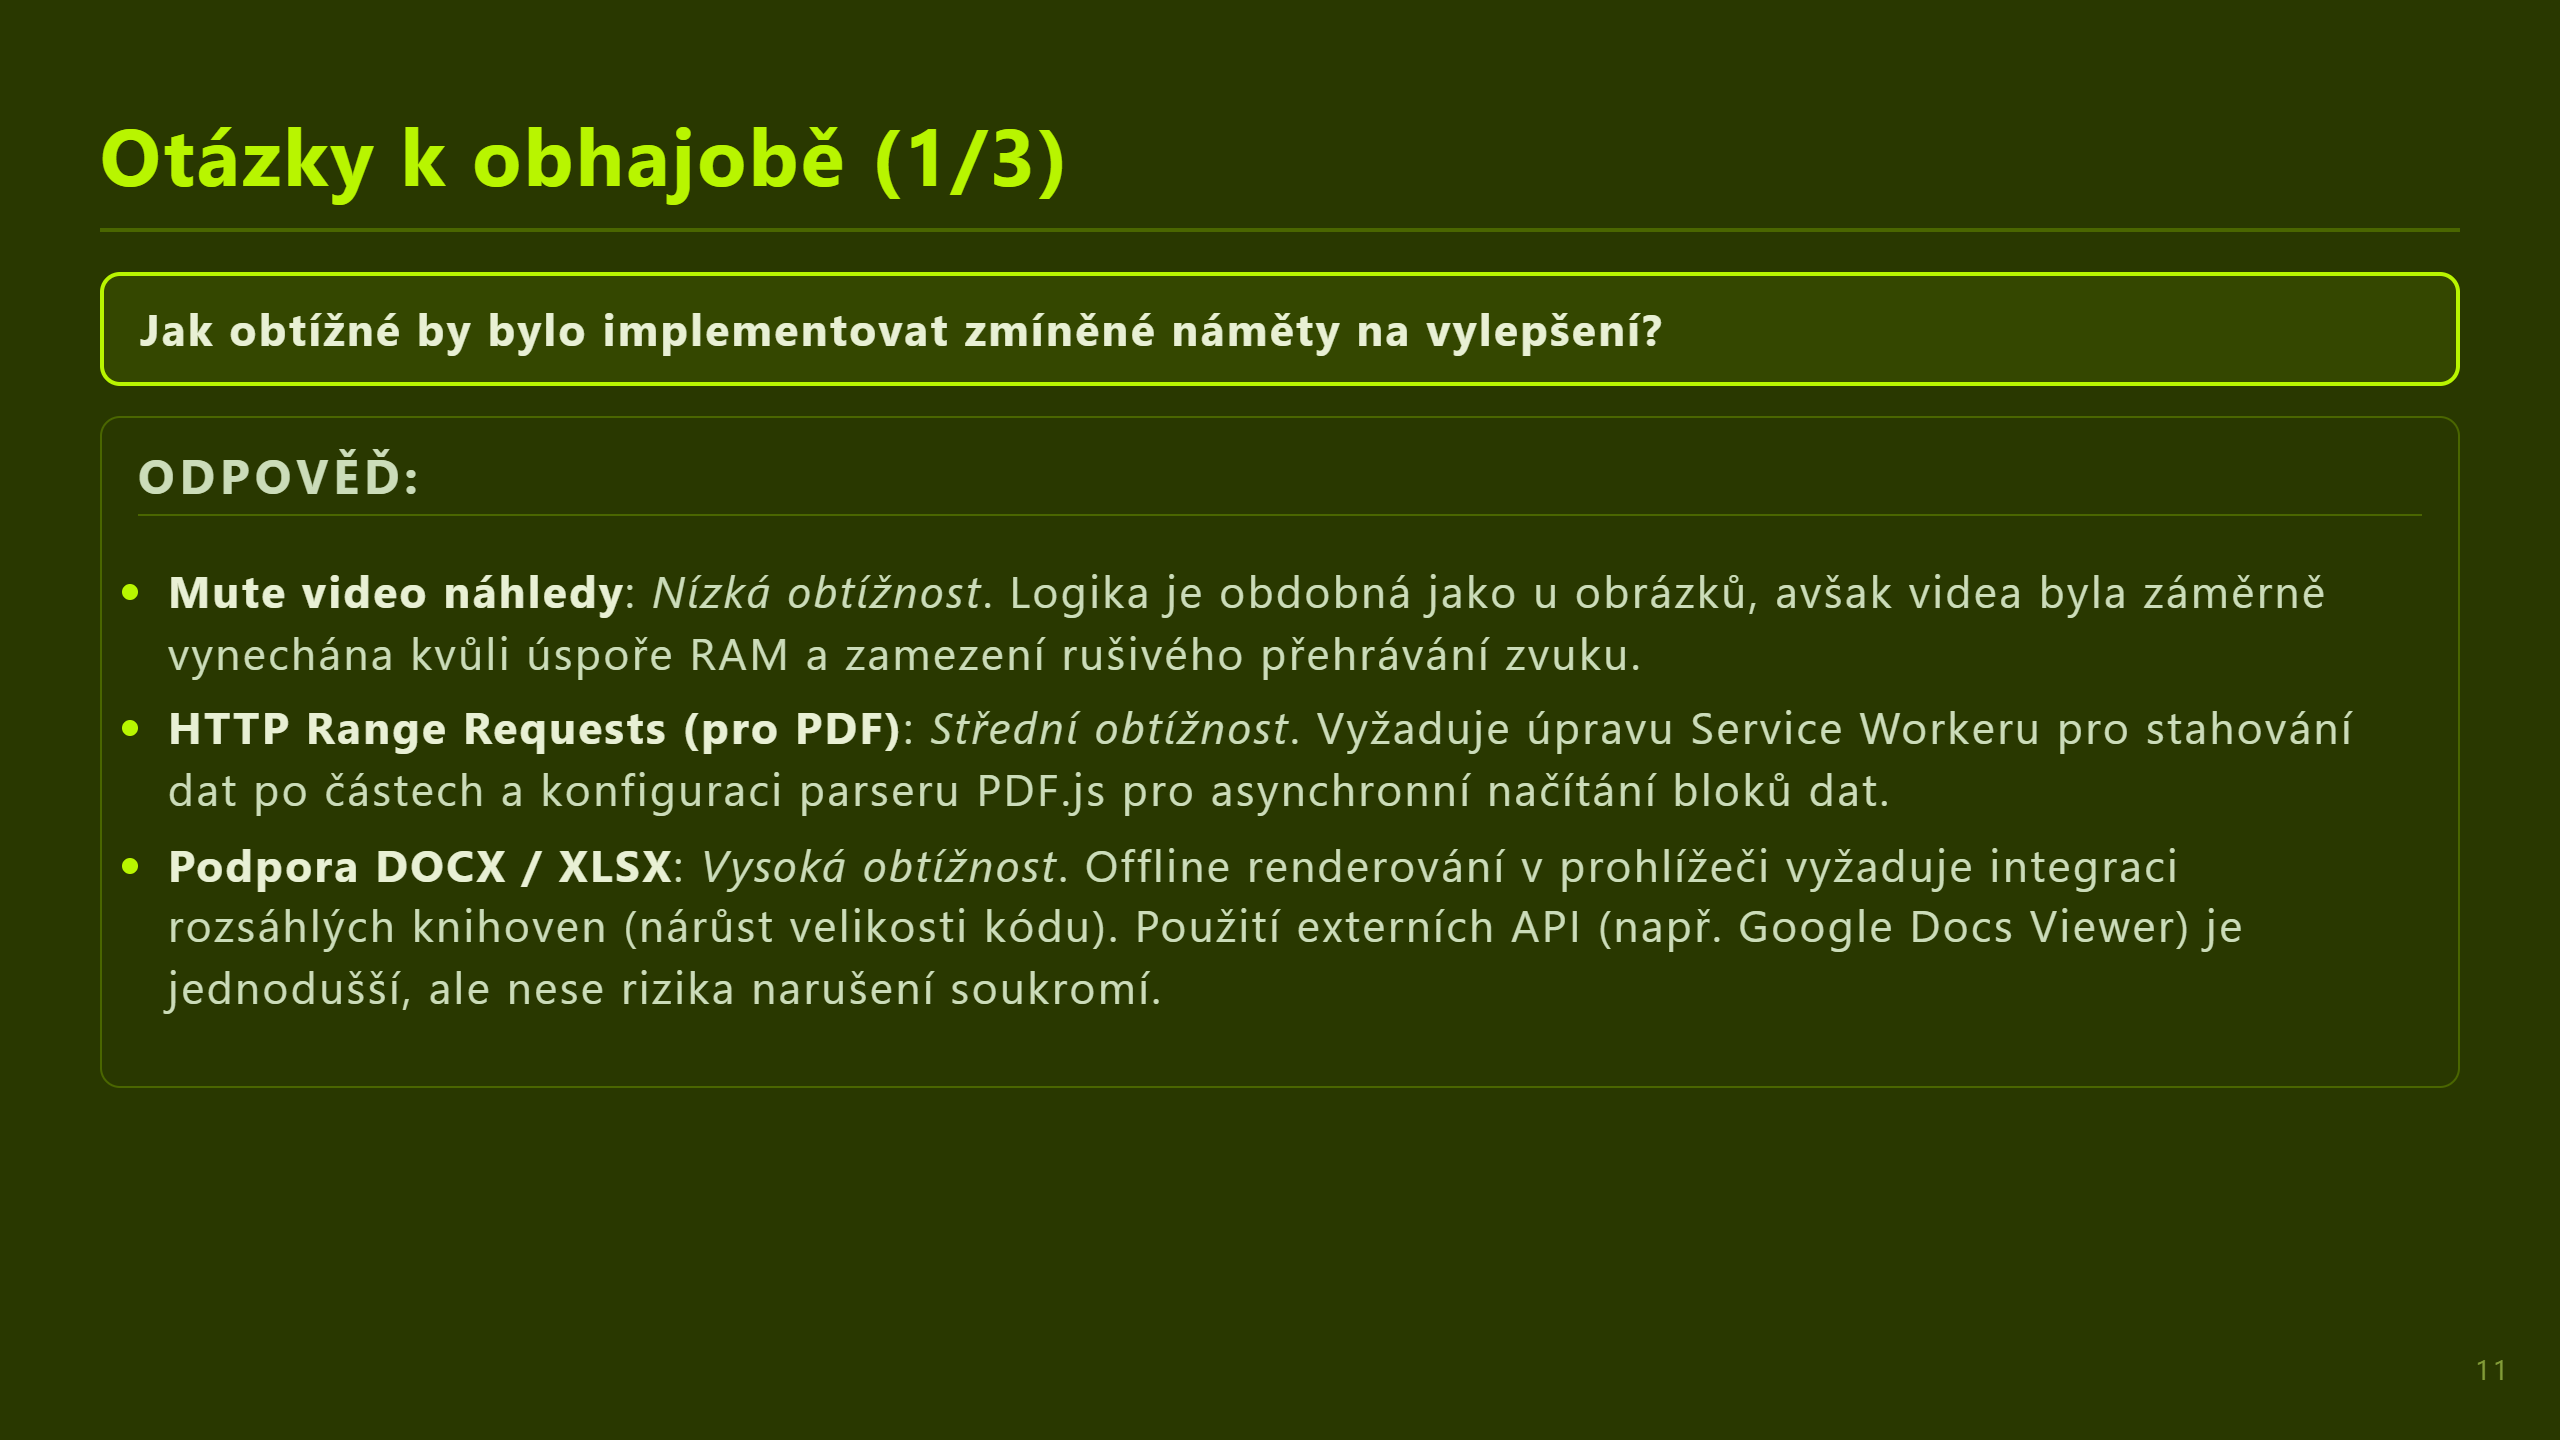 Otázky k obhajobě (1/3)
Jak obtížné by bylo implementovat zmíněné náměty na vylepšení?
ODPOVĚĎ:
• Mute video náhledy: Nízká obtížnost. Logika je obdobná jako u obrázků, avšak videa byla záměrně
vynechána kvůli úspoře RAM a zamezení rušivého přehrávání zvuku.
• HTTP Range Requests (pro PDF): Střední obtížnost. Vyžaduje úpravu Service Workeru pro stahování
dat po částech a konfiguraci parseru PDF.js pro asynchronní načítání bloků dat.
• Podpora DOCX / XLSX: Vysoká obtížnost. Offline renderování v prohlížeči vyžaduje integraci
rozsáhlých knihoven (nárůst velikosti kódu). Použití externích API (např. Google Docs Viewer) je
jednodušší, ale nese rizika narušení soukromí.
11